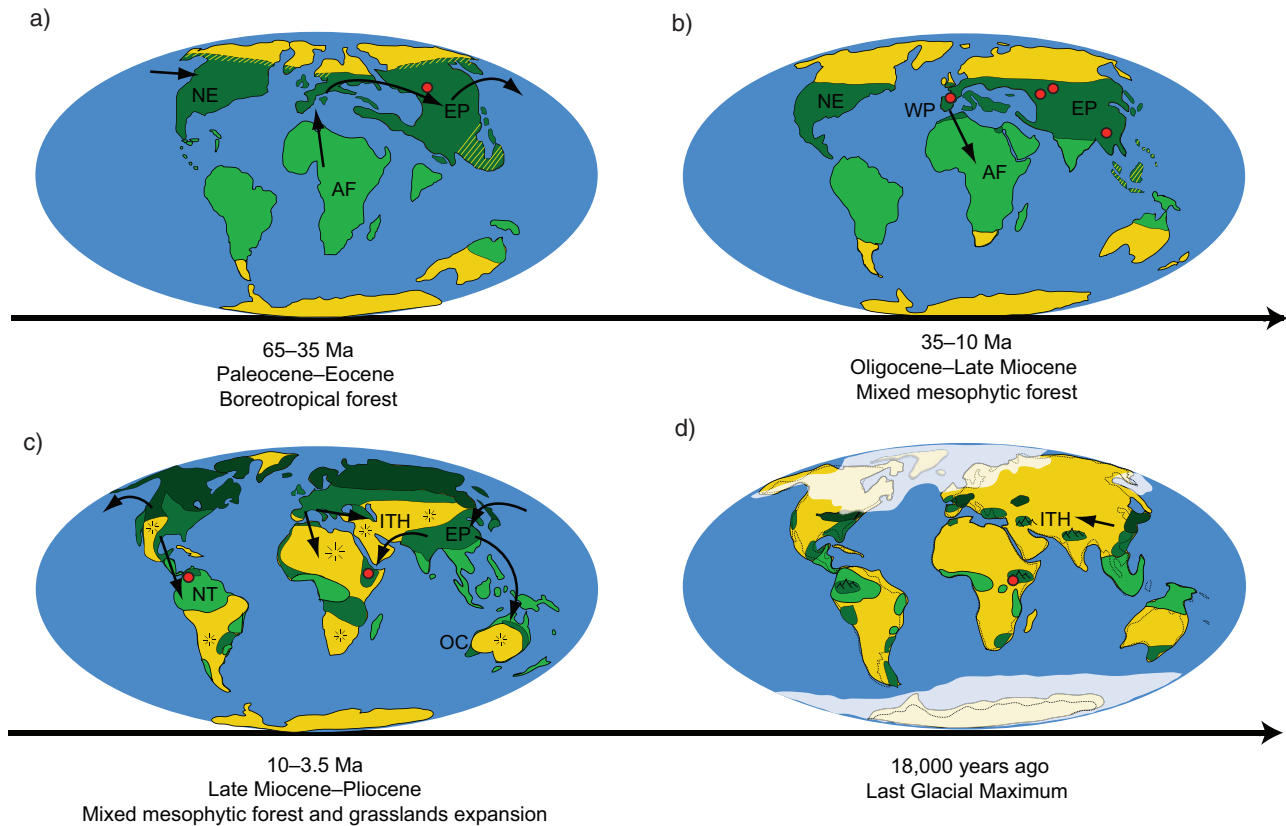 a)
NE
EP
AF
65–35 Ma
Paleocene–Eocene
Boreotropical forest
b)
NE
WP
EP
AF
35–10 Ma
Oligocene–Late Miocene
Mixed mesophytic forest
c)
ITH
EP
NT
OC
10–3.5 Ma
Late Miocene–Pliocene
Mixed mesophytic forest and grasslands expansion
d)
ITH
18,000 years ago
Last Glacial Maximum